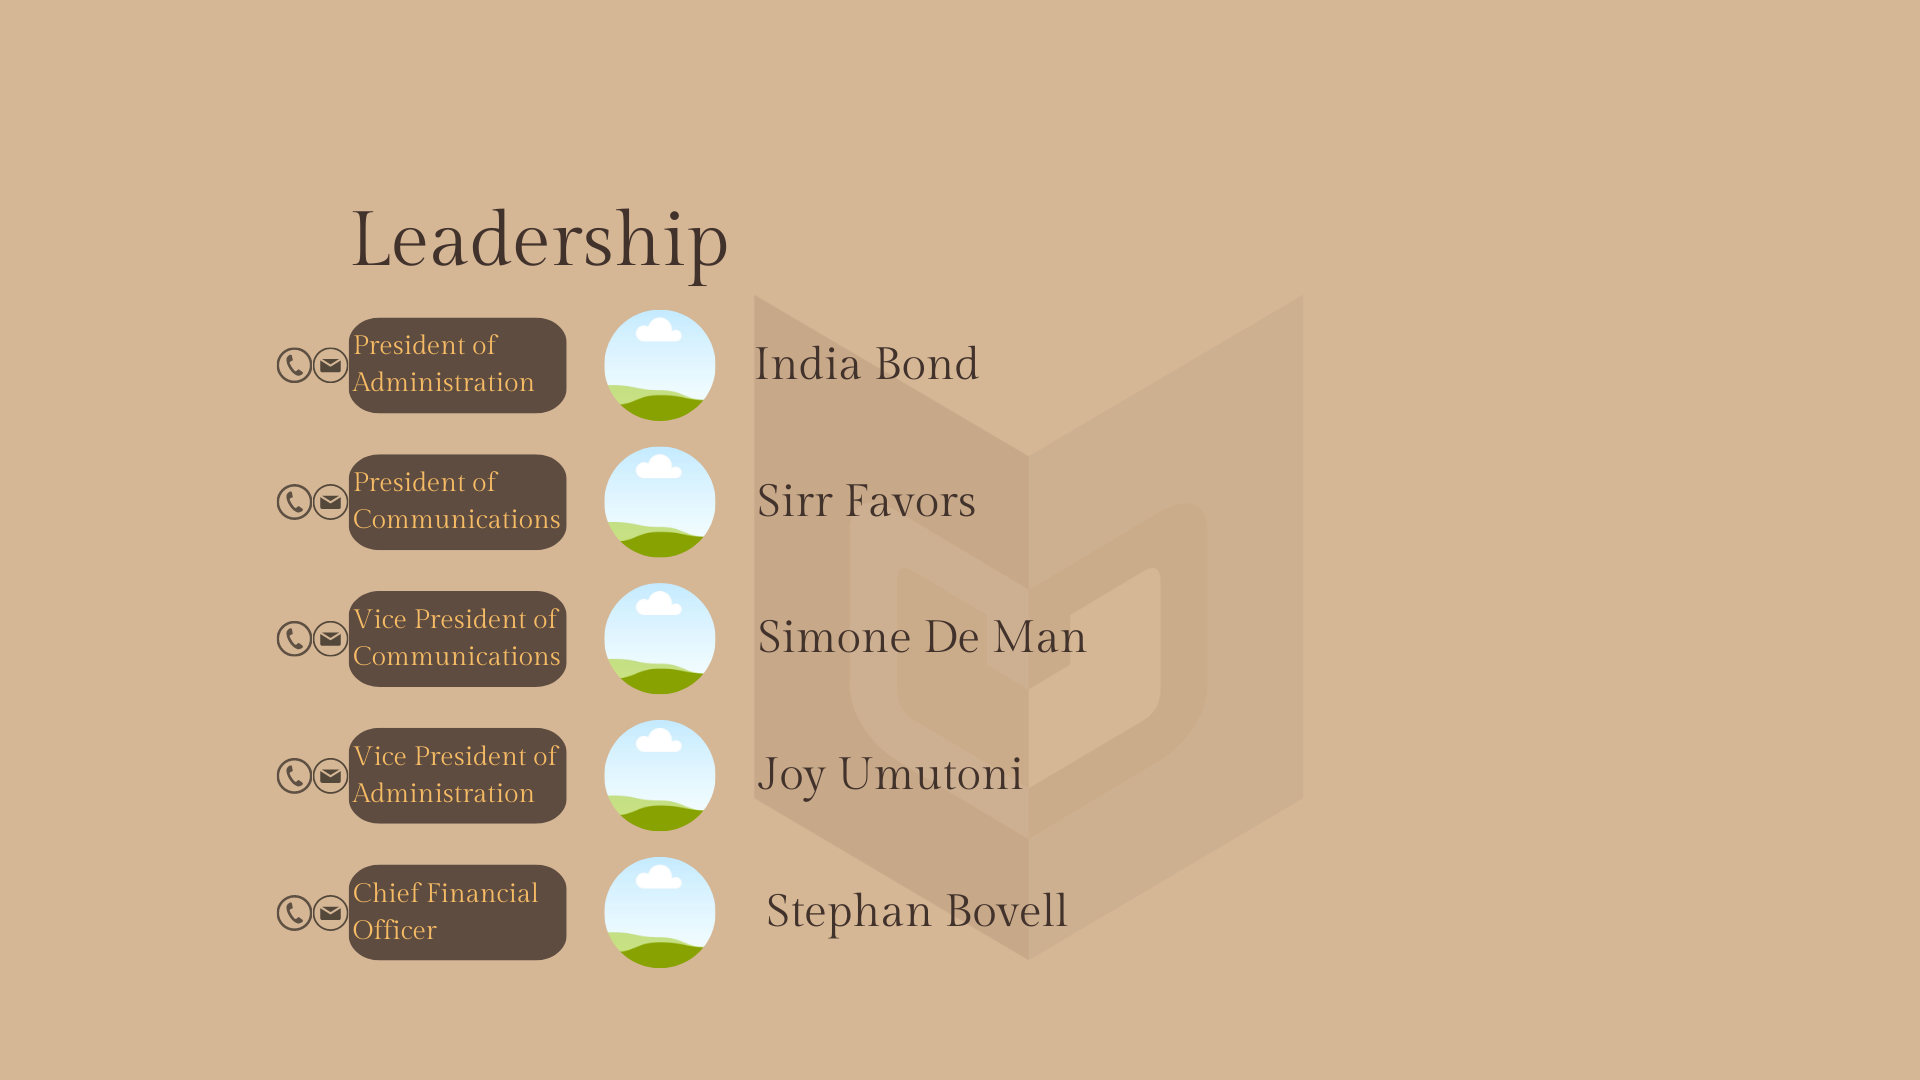 Leadership
President of
Administration
India Bond
President of
Communications
Sirr Favors
Vice President of
Communications
Simone De Man
Vice President of
Administration
Joy Umutoni
Chief Financial
Officer
Stephan Bovell